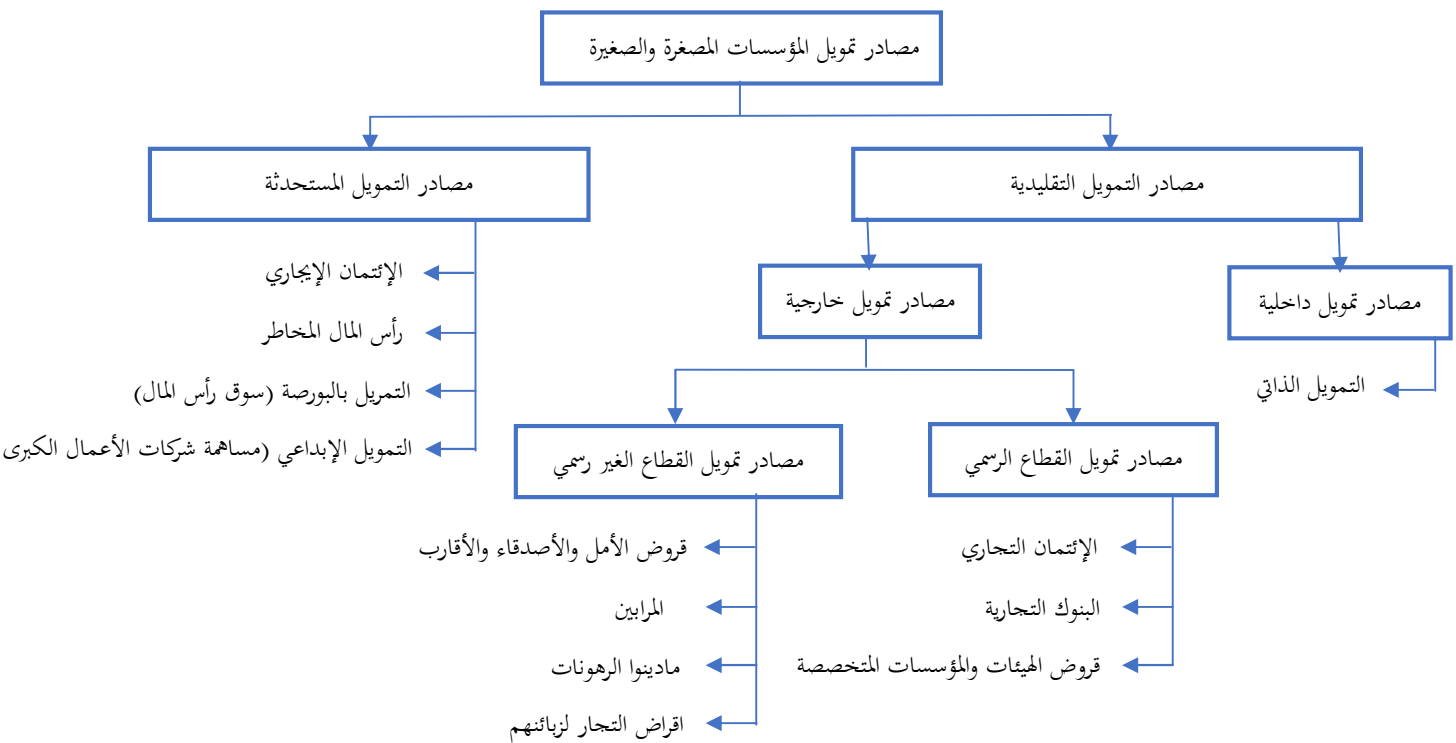 مصادر تمويل المؤسسات المصغرة والصغيرة
مصادر التمويل التقليدية
مصادر التمويل المستحدثة
مصادر تمويل داخلية
مصادر تمويل خارجية
التمويل الذاتي
مصادر تمويل القطاع الرسمي
مصادر تمويل القطاع الغير رسمي
الإئتمان التجاري
البنوك التجارية
قروض الهيئات والمؤسسات المتخصصة
قروض الأمل والأصدقاء والأقارب
المرابين
مادينوا الرهونات
اقراض التجار لزبائنهم
الإئتمان الإيجاري
رأس المال المخاطر
التمريل بالبورصة (سوق رأس المال)
التمويل الإبداعي (مساهمة شركات الأعمال الكبرى